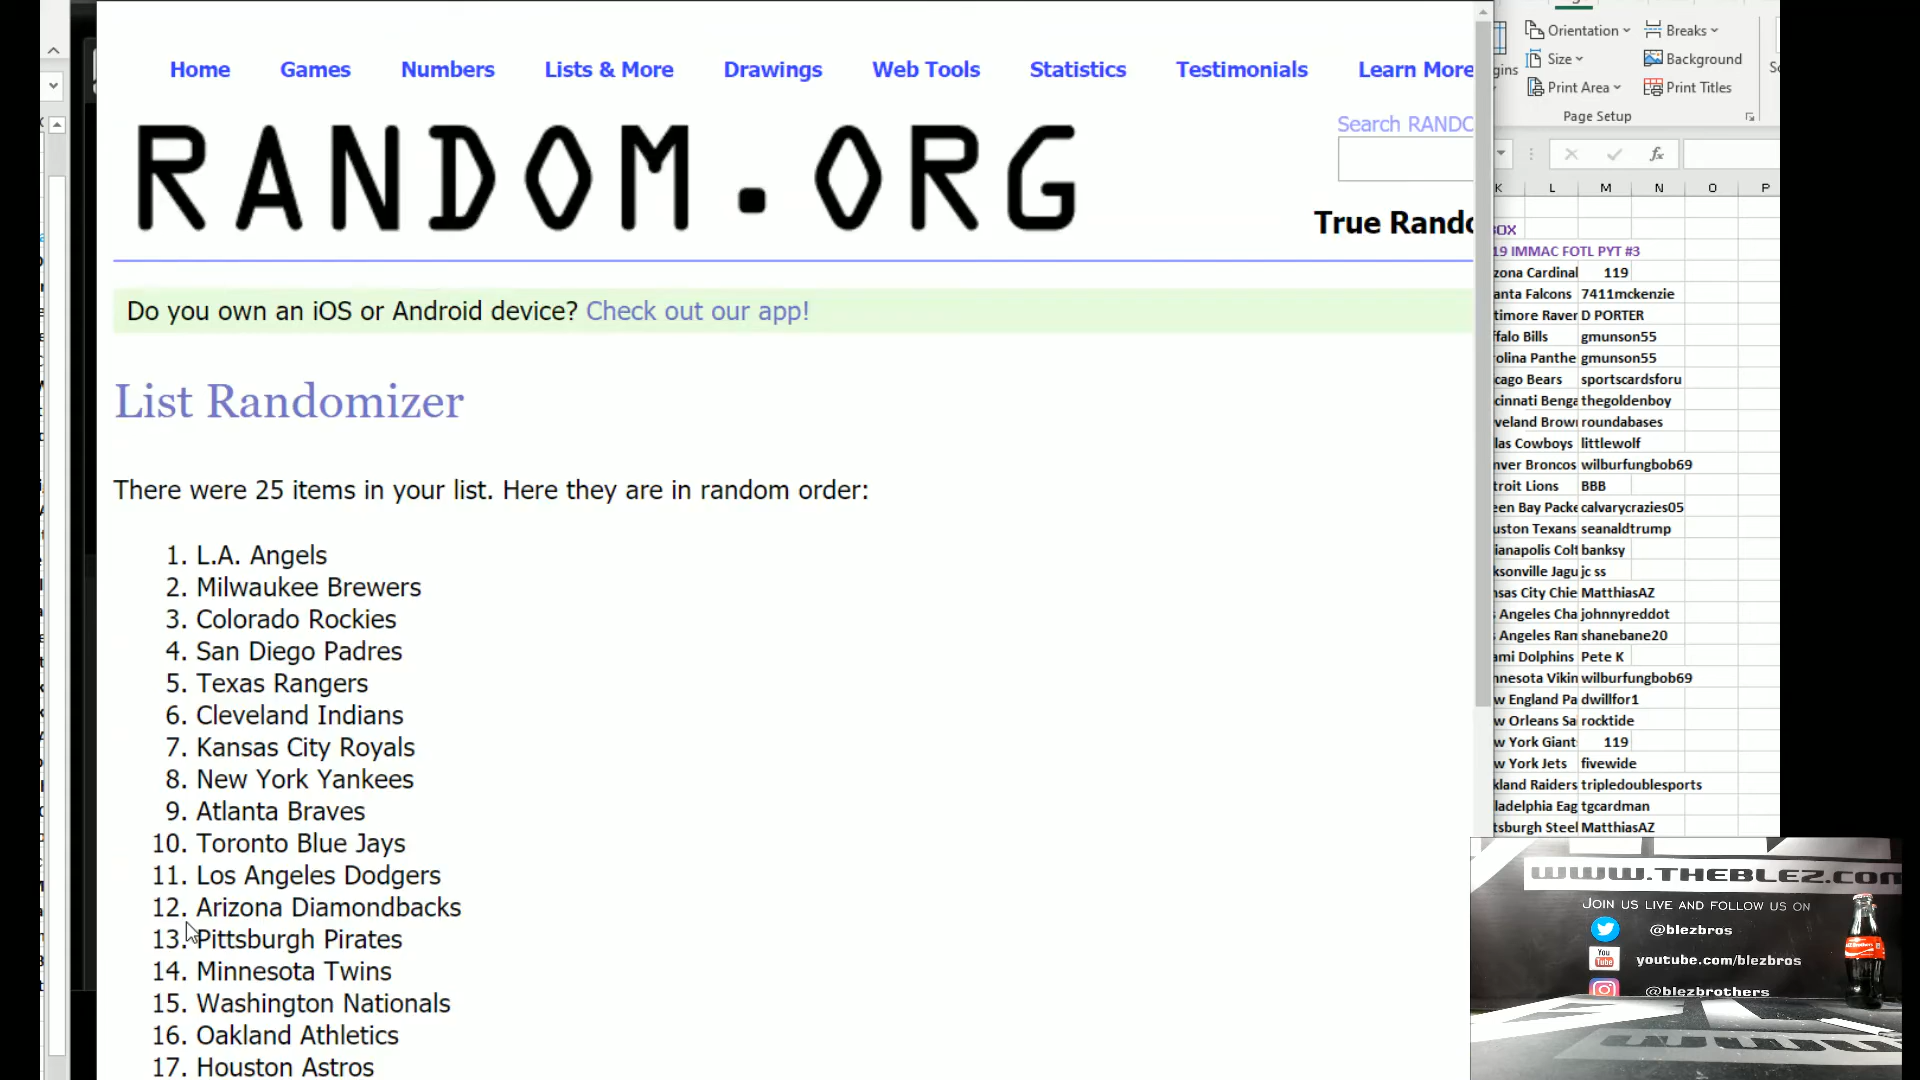 Home Games Numbers Lists & More Drawings Web Tools Statistics Testimonials Learn More
RANDOM.ORG
Search RANDO
True Rando
Do you own an iOS or Android device? Check out our app!
List Randomizer
There were 25 items in your list. Here they are in random order:
1. L.A. Angels
2. Milwaukee Brewers
3. Colorado Rockies
4. San Diego Padres
5. Texas Rangers
6. Cleveland Indians
7. Kansas City Royals
8. New York Yankees
9. Atlanta Braves
10. Toronto Blue Jays
11. Los Angeles Dodgers
12. Arizona Diamondbacks
13. Pittsburgh Pirates
14. Minnesota Twins
15. Washington Nationals
16. Oakland Athletics
17. Houston Astros
Orientation Breaks
gins Size Background
Print Area Print Titles
Page Setup
fx
K L M N O P
BOX
19 IMMAC FOTL PYT #3
zona Cardinal 119
anta Falcons 7411mckenzie
timore Raver D PORTER
ffalo Bills gmunson55
rolina Panthe gmunson55
cago Bears sportscardsforu
cinnati Benga thegoldenboy
veland Brow roundabases
las Cowboys littlewolf
nver Broncos wilburfungbob69
troit Lions BBB
een Bay Packe calvarycrazies05
uston Texans seanaldtrump
ianapolis Colt banksy
ksonville Jagu jc ss
nsas City Chie MatthiasAZ
s Angeles Cha johnnyreddot
s Angeles Ram shanebane20
ami Dolphins Pete K
nnesota Vikin wilburfungbob69
w England Pa dwillfor1
w Orleans Sa rocktide
w York Giant 119
w York Jets fivewide
kland Raiders tripledoublesports
ladelphia Eag tgcardman
tsburgh Steel MatthiasAZ
www.THEBLEZ.com
JOIN US LIVE AND FOLLOW US ON
@blezbros
You Tube youtube.com/blezbros
@blezbrothers